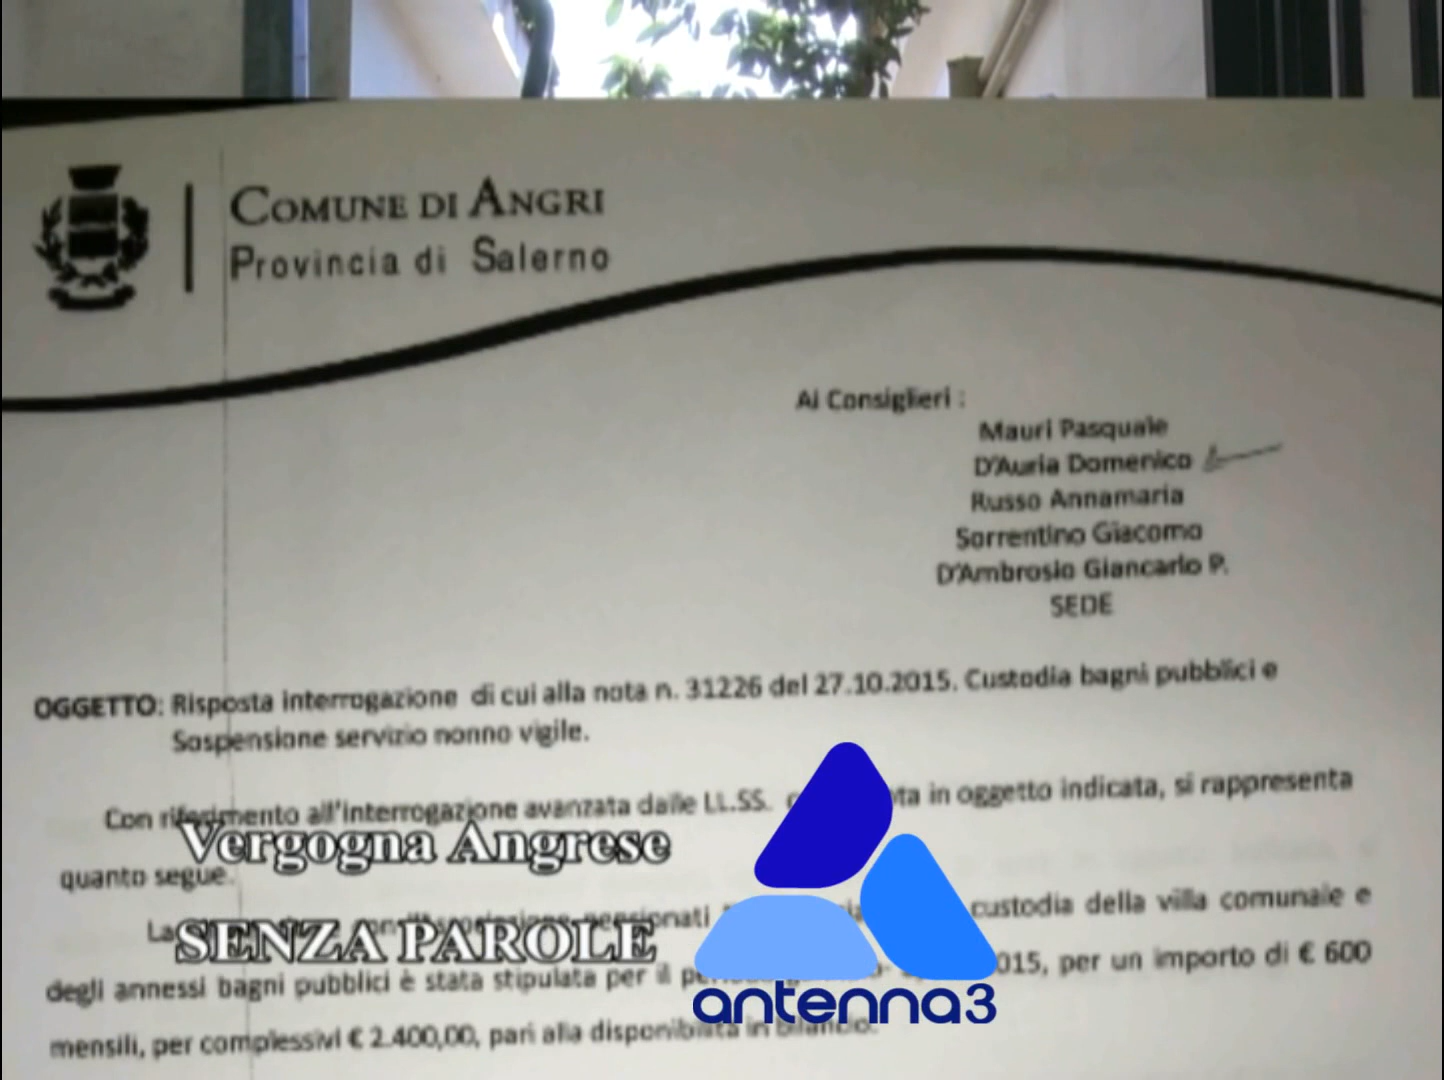 COMUNE DI ANGRI
Provincia di Salerno
Ai Consiglieri :
Mauri Pasquale
D'Auria Domenico
Russo Annamaria
Sorrentino Giacomo
D'Ambrosio Giancarlo P.
SEDE
OGGETTO: Risposta interrogazione di cui alla nota n. 31226 del 27.10.2015. Custodia bagni pubblici e
Sospensione servizio nonno vigile.
Con riferimento all'interrogazione avanzata dalle LL.SS. in oggetto indicata, si rappresenta
quanto segue.
Vergogna Angrese
La pensionati custodia della villa comunale e
SENZA PAROLE
degli annessi bagni pubblici è stata stipulata per il 015, per un importo di € 600
antenna3
mensili, per complessivi € 2.400,00, pari alla disponibilità in bilancio.